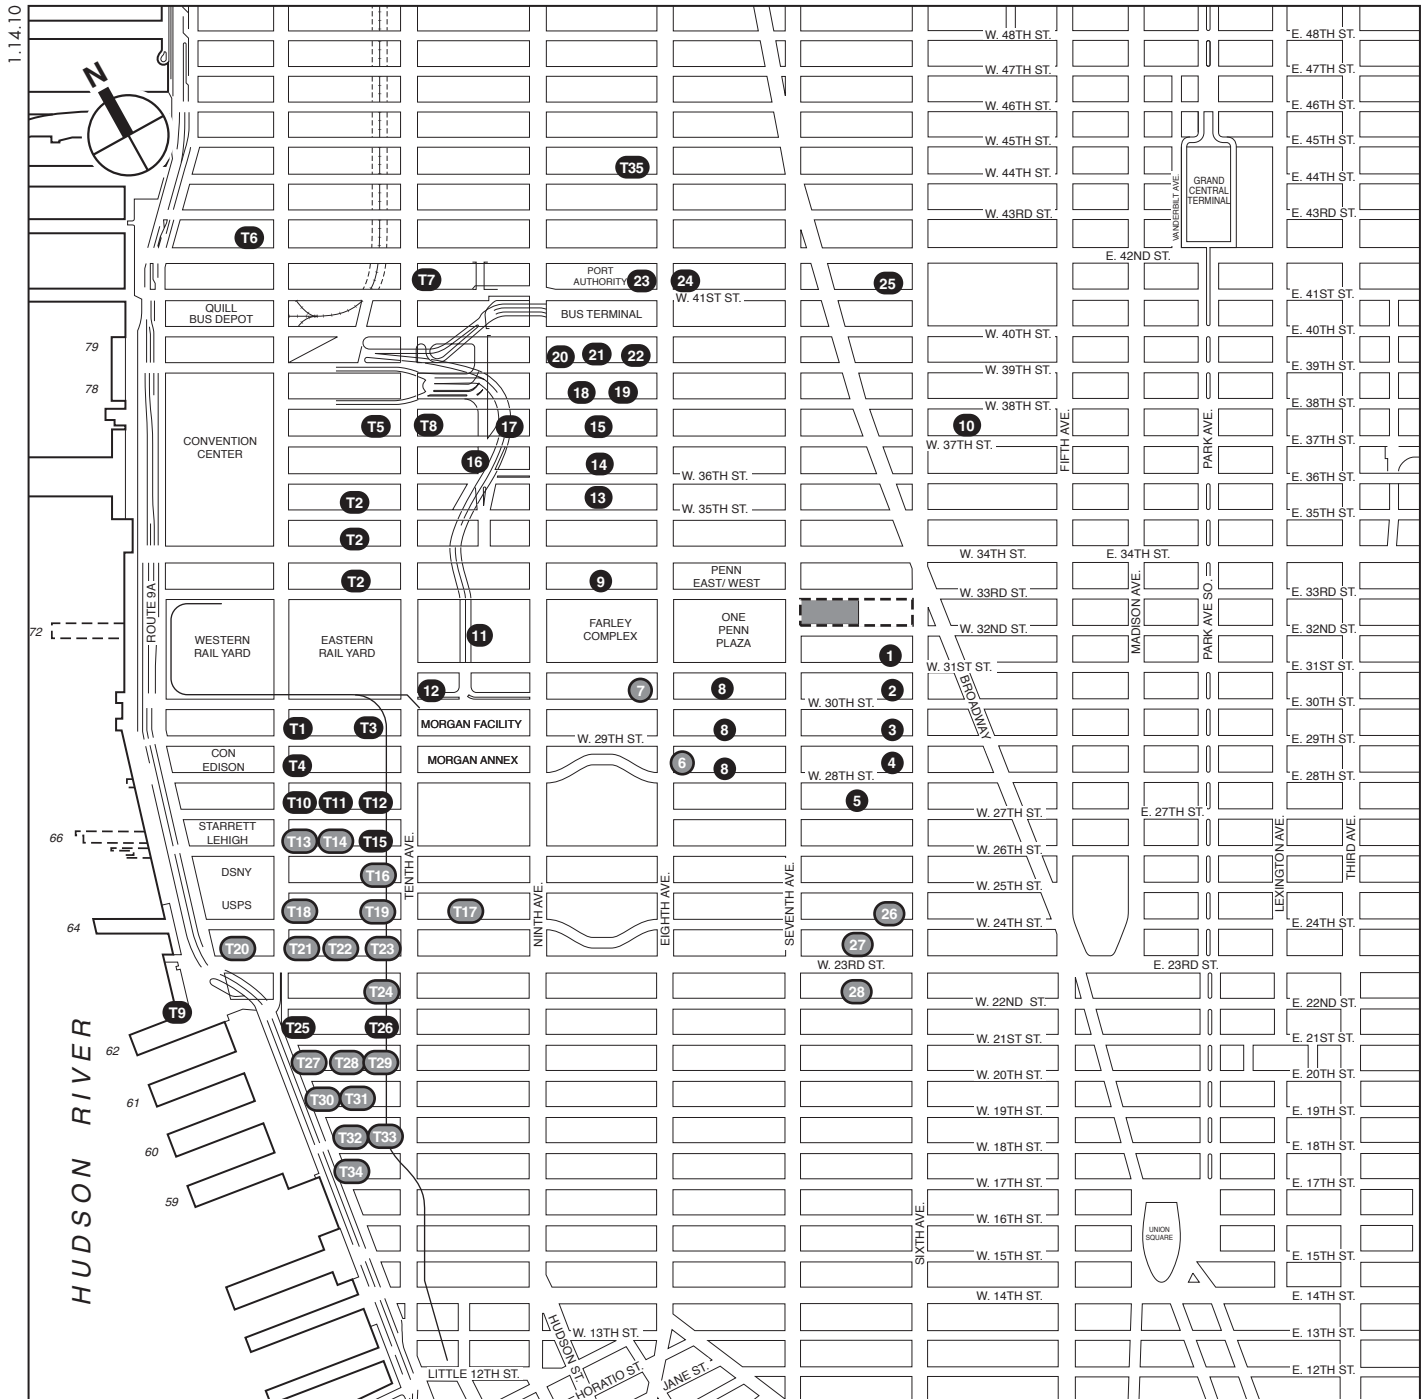 1.14.10
N
W. 48TH ST.
E. 48TH ST.
W. 47TH ST.
E. 47TH ST.
W. 46TH ST.
E. 46TH ST.
W. 45TH ST.
E. 45TH ST.
T35
W. 44TH ST.
VANDERBILT AVE.
GRAND
CENTRAL
TERMINAL
E. 44TH ST.
W. 43RD ST.
E. 43RD ST.
T6
E. 42ND ST.
T7
PORT
AUTHORITY
23
24
25
W. 41ST ST.
E. 41ST ST.
QUILL
BUS DEPOT
BUS TERMINAL
W. 40TH ST.
E. 40TH ST.
79
20
21
22
W. 39TH ST.
E. 39TH ST.
78
18
19
W. 38TH ST.
E. 38TH ST.
T5
T8
17
15
10
FIFTH AVE.
PARK AVE.
CONVENTION
CENTER
W. 37TH ST.
E. 37TH ST.
16
14
W. 36TH ST.
E. 36TH ST.
T2
13
W. 35TH ST.
E. 35TH ST.
T2
W. 34TH ST.
E. 34TH ST.
T2
9
PENN
EAST/ WEST
ROUTE 9A
W. 33RD ST.
MADISON AVE.
PARK AVE SO.
E. 33RD ST.
72
WESTERN
RAIL YARD
EASTERN
RAIL YARD
11
FARLEY
COMPLEX
ONE
PENN
PLAZA
W. 32ND ST.
E. 32ND ST.
1
W. 31ST ST.
E. 31ST ST.
12
7
8
2
BROADWAY
W. 30TH ST.
E. 30TH ST.
T1
T3
MORGAN FACILITY
8
3
W. 29TH ST.
E. 29TH ST.
CON
EDISON
T4
MORGAN ANNEX
6
8
4
W. 28TH ST.
E. 28TH ST.
T10
T11
T12
5
W. 27TH ST.
E. 27TH ST.
66
STARRETT
LEHIGH
T13
T14
T15
TENTH AVE.
W. 26TH ST.
LEXINGTON AVE.
THIRD AVE.
DSNY
T16
W. 25TH ST.
USPS
T18
T19
T17
NINTH AVE.
EIGHTH AVE.
SEVENTH AVE.
26
64
W. 24TH ST.
E. 24TH ST.
T20
T21
T22
T23
27
W. 23RD ST.
E. 23RD ST.
T24
28
W. 22ND ST.
E. 22ND ST.
T9
T25
T26
HUDSON RIVER
62
W. 21ST ST.
E. 21ST ST.
T27
T28
T29
W. 20TH ST.
E. 20TH ST.
61
T30
T31
W. 19TH ST.
E. 19TH ST.
60
T32
T33
W. 18TH ST.
E. 18TH ST.
T34
59
W. 17TH ST.
E. 17TH ST.
SIXTH AVE.
W. 16TH ST.
UNION
SQUARE
W. 15TH ST.
E. 15TH ST.
W. 14TH ST.
E. 14TH ST.
HUDSON ST.
W. 13TH ST.
E. 13TH ST.
LITTLE 12TH ST.
HORATIO ST.
JANE ST.
E. 12TH ST.